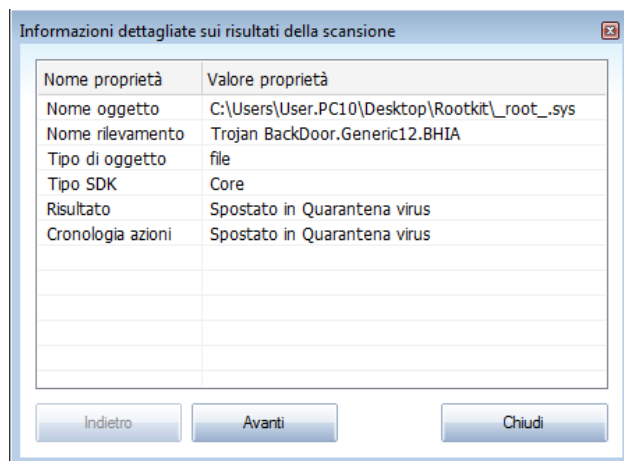 Informazioni dettagliate sui risultati della scansione
Nome proprietà Valore proprietà
Nome oggetto C:\Users\User.PC10\Desktop\Rootkit\_root_.sys
Nome rilevamento Trojan BackDoor.Generic12.BHIA
Tipo di oggetto file
Tipo SDK Core
Risultato Spostato in Quarantena virus
Cronologia azioni Spostato in Quarantena virus
Indietro Avanti Chiudi